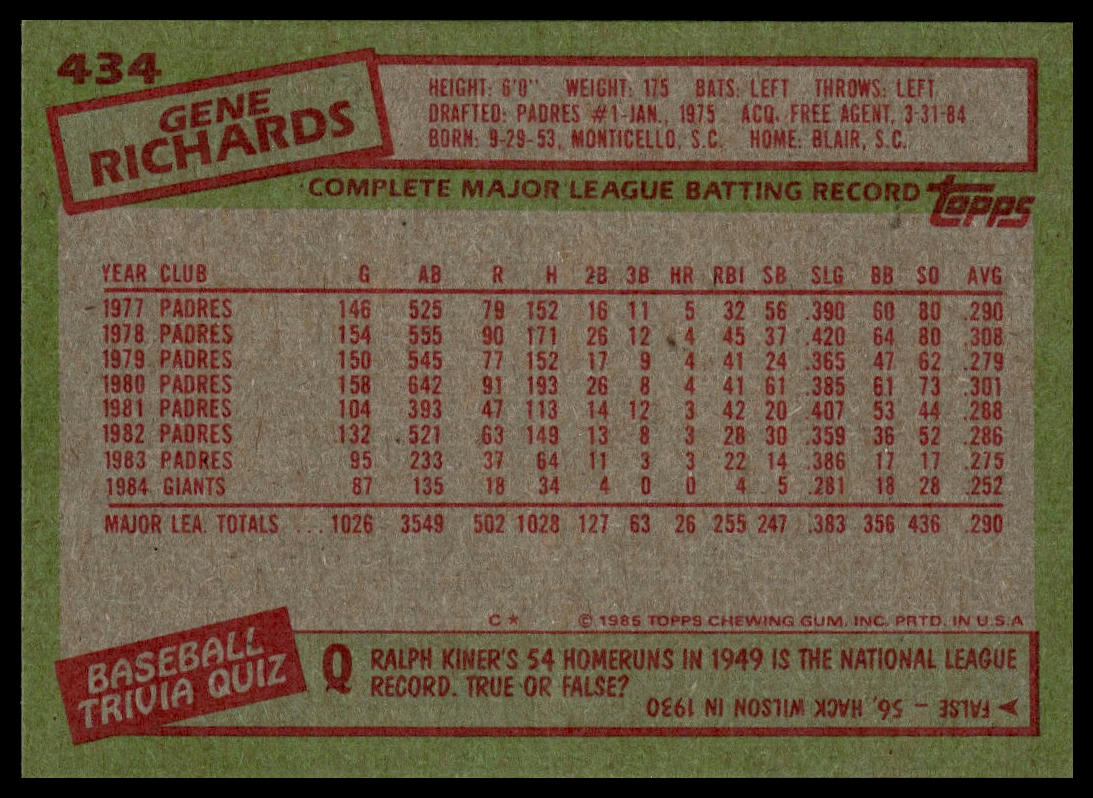 434
GENE
RICHARDS
HEIGHT: 6'0" WEIGHT: 175 BATS: LEFT THROWS: LEFT
DRAFTED: PADRES #1-JAN., 1975 ACQ. FREE AGENT, 3-31-84
BORN: 9-29-53, MONTICELLO, S.C. HOME: BLAIR, S.C.
COMPLETE MAJOR LEAGUE BATTING RECORD topps
YEAR CLUB G AB R H 2B 3B HR RBI SB SLG BB SO AVG
1977 PADRES 146 525 79 152 16 11 5 32 56 .390 60 80 .290
1978 PADRES 154 555 90 171 26 12 4 45 37 .420 64 80 .308
1979 PADRES 150 545 77 152 17 9 4 41 24 .365 47 62 .279
1980 PADRES 158 642 91 193 26 8 4 41 61 .385 61 73 .301
1981 PADRES 104 393 47 113 14 12 3 42 20 .407 53 44 .288
1982 PADRES 132 521 63 149 13 8 3 28 30 .359 36 52 .286
1983 PADRES 95 233 37 64 11 3 3 22 14 .386 17 17 .275
1984 GIANTS 87 135 18 34 4 0 0 4 5 .281 18 28 .252
MAJOR LEA. TOTALS ... 1026 3549 502 1028 127 63 26 255 247 .383 356 436 .290
C* © 1985 TOPPS CHEWING GUM, INC. PRTD. IN U.S.A
BASEBALL
TRIVIA QUIZ
Q RALPH KINER'S 54 HOMERUNS IN 1949 IS THE NATIONAL LEAGUE
RECORD. TRUE OR FALSE?
FALSE – 56, HACK WILSON IN 1930